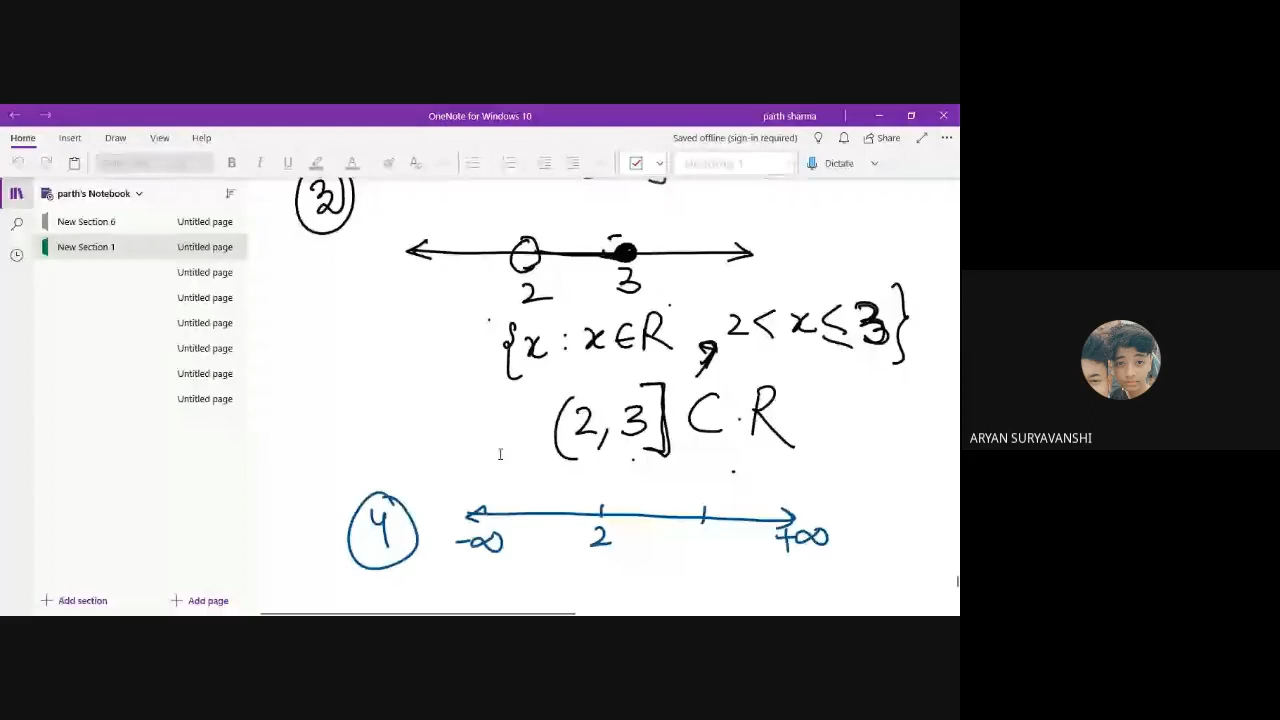 OneNote for Windows 10
parth sharma
Home Insert Draw View Help
Saved offline (sign-in required)
Share
B I U A
Dictate
parth's Notebook
New Section 6
New Section 1
Untitled page
Untitled page
Untitled page
Untitled page
Untitled page
Untitled page
Untitled page
Untitled page
Add section
Add page
3
2 3
{x : x ∈ R , 2 < x ≤ 3}
(2, 3] ⊂ R
4
-∞ 2 +∞
ARYAN SURYAVANSHI